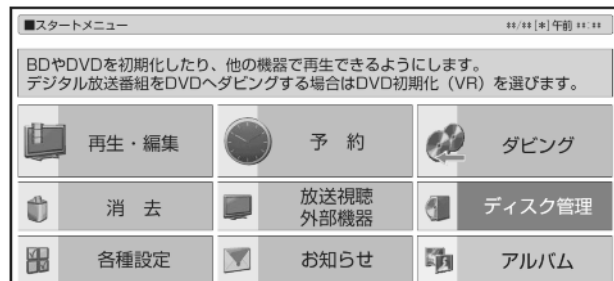 ■スタートメニュー
**/**[*]午前 **:**
BDやDVDを初期化したり、他の機器で再生できるようにします。
デジタル放送番組をDVDへダビングする場合はDVD初期化(VR)を選びます。
再生・編集
予 約
ダビング
消 去
放送視聴
外部機器
ディスク管理
各種設定
お知らせ
アルバム